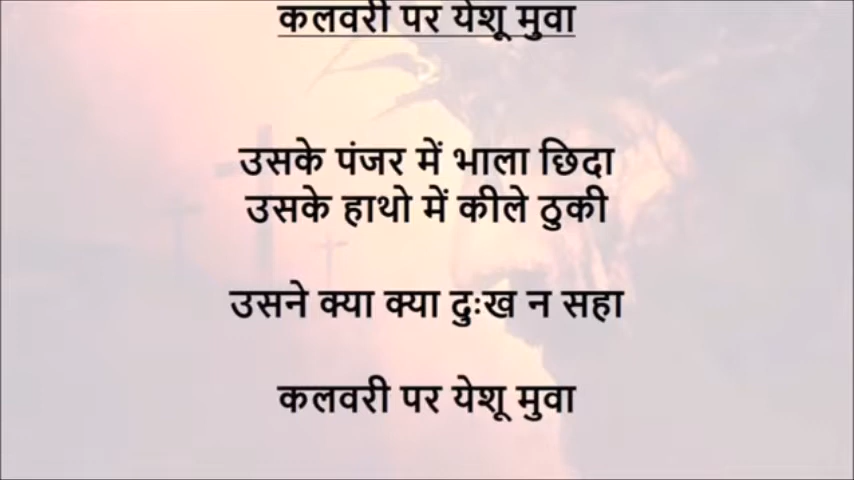 कलवरी पर येशू मुवा
उसके पंजर में भाला छिदा
उसके हाथो में कीले ठुकी
उसने क्या क्या दुःख न सहा
कलवरी पर येशू मुवा